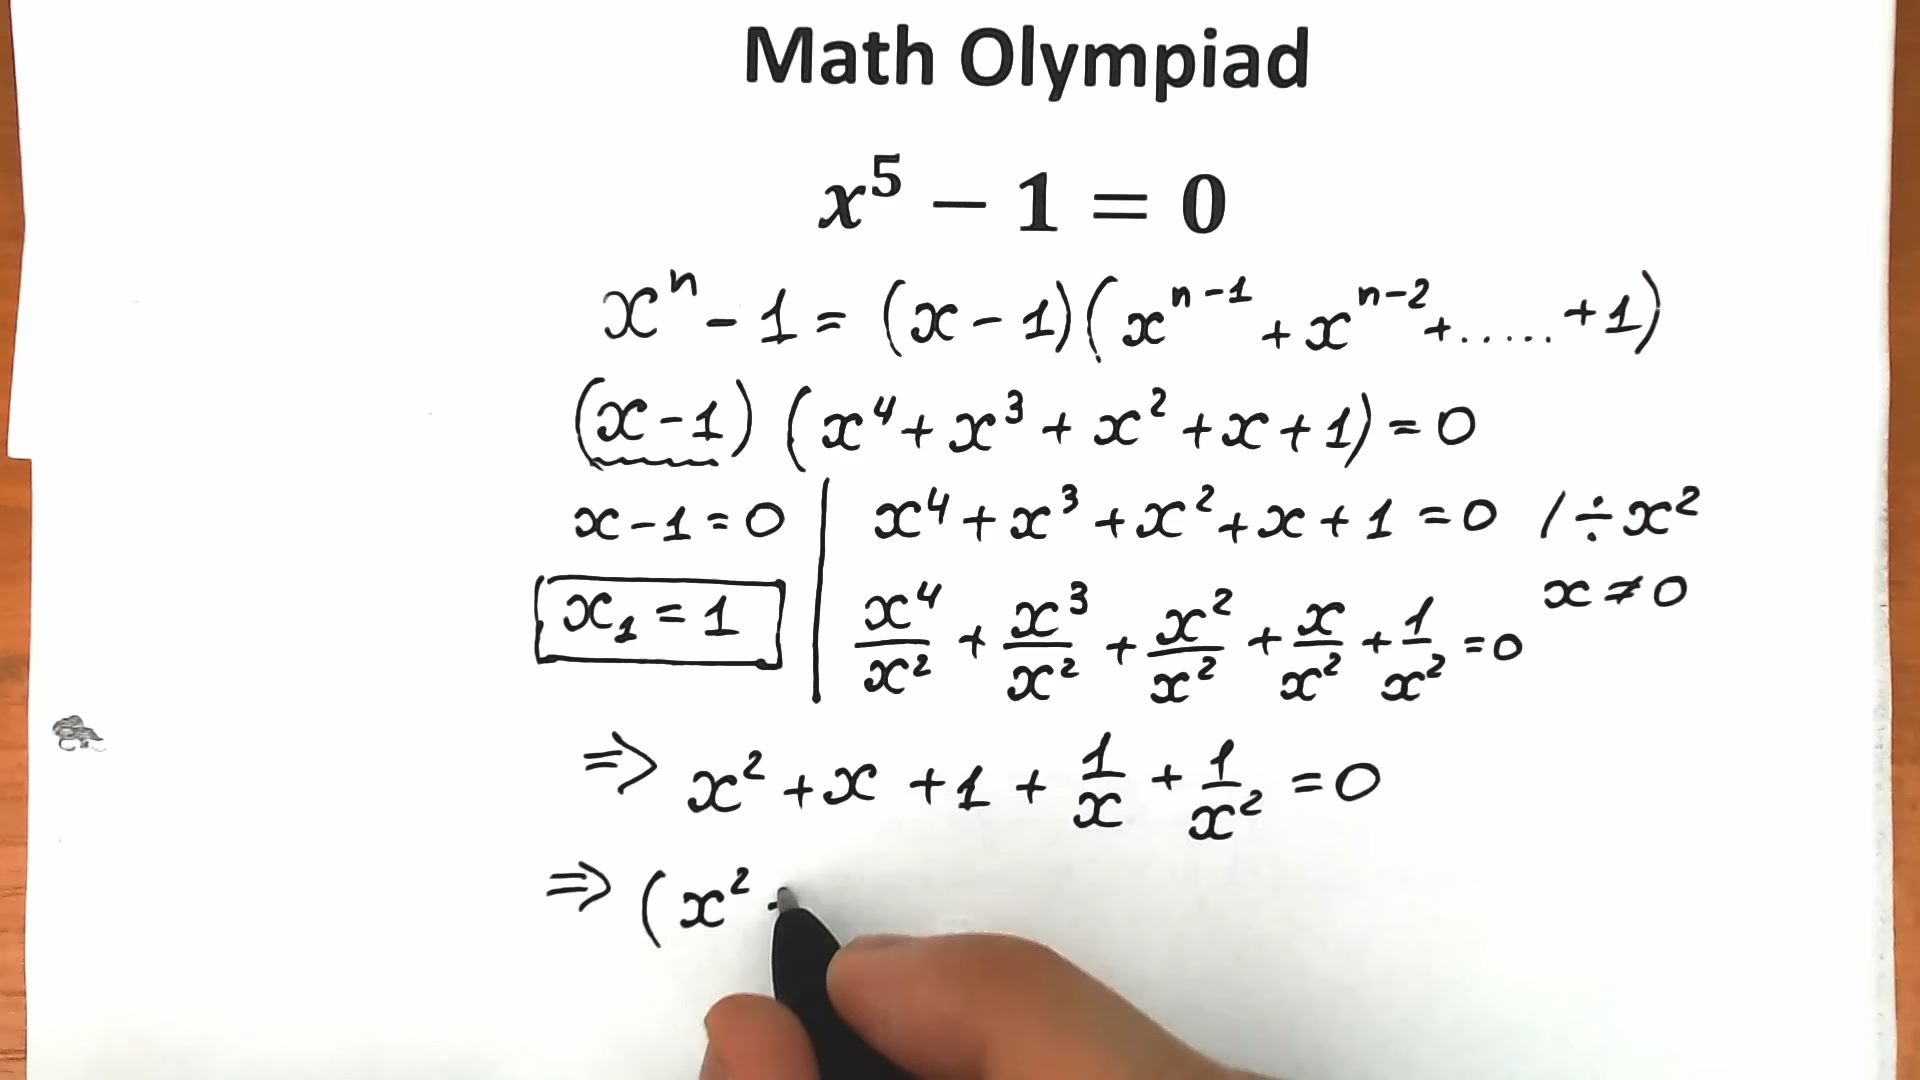 Math Olympiad
x⁵ − 1 = 0
xⁿ - 1 = (x - 1)(xⁿ⁻¹ + xⁿ⁻² + ..... + 1)
(x - 1) (x⁴ + x³ + x² + x + 1) = 0
x - 1 = 0 | x⁴ + x³ + x² + x + 1 = 0 / ÷ x²
x₁ = 1 | x⁴/x² + x³/x² + x²/x² + x/x² + 1/x² = 0 x ≠ 0
⇒ x² + x + 1 + 1/x + 1/x² = 0
⇒ (x² +